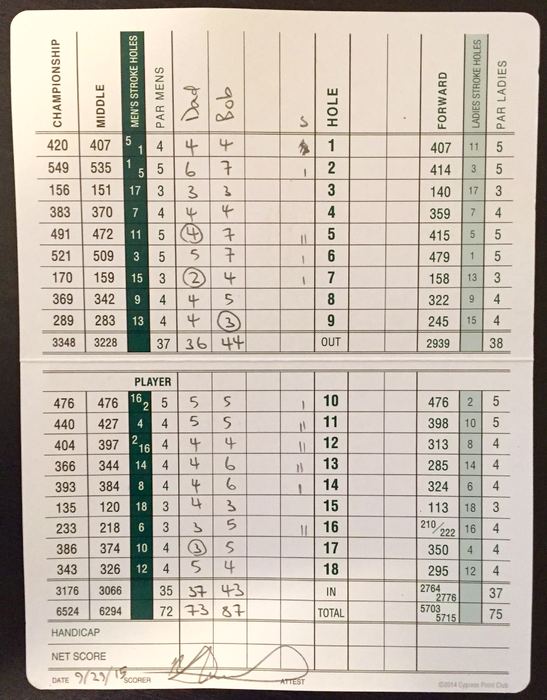 CHAMPIONSHIP MIDDLE MEN'S STROKE HOLES PAR MENS Dad Bob S HOLE FORWARD LADIES STROKE HOLES PAR LADIES
420 407 5 1 4 4 4 1 407 11 5
549 535 1 5 5 6 7 ı 2 414 3 5
156 151 17 3 3 3 3 140 17 3
383 370 7 4 4 4 4 359 7 4
491 472 11 5 4 7 ıı 5 415 5 5
521 509 3 5 5 7 ı 6 479 1 5
170 159 15 3 2 4 ı 7 158 13 3
369 342 9 4 4 5 8 322 9 4
289 283 13 4 4 3 9 245 15 4
3348 3228 37 36 44 OUT 2939 38
PLAYER
476 476 16 2 5 5 5 ı 10 476 2 5
440 427 4 4 5 5 ıı 11 398 10 5
404 397 2 16 4 4 4 ıı 12 313 8 4
366 344 14 4 4 6 ıı 13 285 14 4
393 384 8 4 4 6 ı 14 324 6 4
135 120 18 3 4 3 15 113 18 3
233 218 6 3 3 5 ıı 16 210/222 16 4
386 374 10 4 3 5 17 350 4 4
343 326 12 4 5 4 18 295 12 4
3176 3066 35 37 43 IN 2764 2776 37
6524 6294 72 73 87 TOTAL 5703 5715 75
HANDICAP
NET SCORE
DATE 9/29/15 SCORER ATTEST ©2014 Cypress Point Club